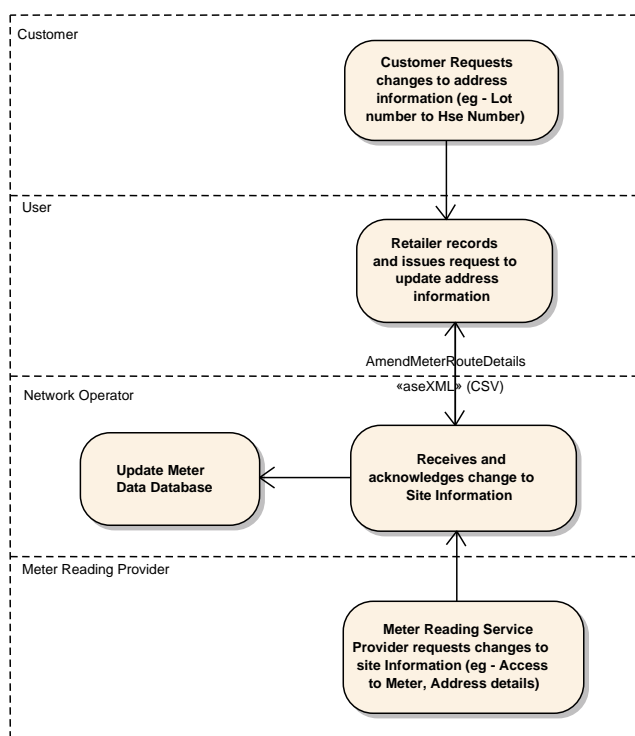 Customer
Customer Requests
changes to address
information (eg - Lot
number to Hse Number)
User
Retailer records
and issues request to
update address
information
AmendMeterRouteDetails
«aseXML» (CSV)
Network Operator
Update Meter
Data Database
Receives and
acknowledges change to
Site Information
Meter Reading Provider
Meter Reading Service
Provider requests changes to
site Information (eg - Access
to Meter, Address details)